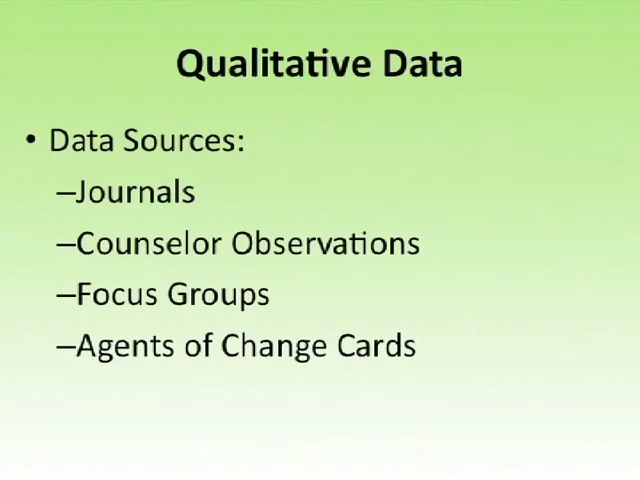 Qualitative Data
• Data Sources:
–Journals
–Counselor Observations
–Focus Groups
–Agents of Change Cards